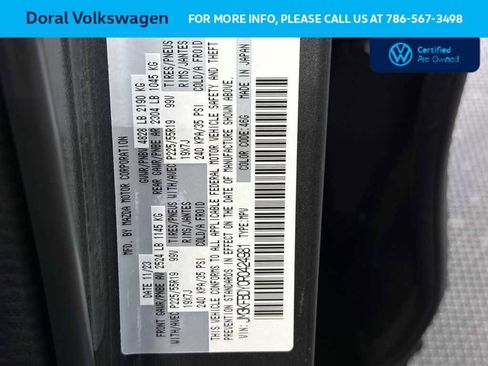 Doral Volkswagen
PLEASE CALL US AT 786-567-3498
Certified
Pre-Owned
MFD. BY MAZDA MOTOR CORPORATION
DATE 11/23 GVWR/PNBV 4828 LB 2190 KG
FRONT GAWR/PNBE AV 2524 LB 1145 KG REAR GAWR/PNBE AR 2304 LB 1045 KG
WITH/AVEC P225/55R19 99V TIRES/PNEUS WITH/AVEC P225/55R19 99V TIRES/PNEUS
19X7J RIMS/JANTES 19X7J RIMS/JANTES
240 KPA/35 PSI COLD/A FROID 240 KPA/35 PSI COLD/A FROID
THIS VEHICLE CONFORMS TO ALL APPLICABLE FEDERAL MOTOR VEHICLE SAFETY AND THEFT
PREVENTION STANDARDS IN EFFECT ON THE DATE OF MANUFACTURE SHOWN ABOVE.
VIN: TYPE: MPV COLOR: 46G MADE IN JAPAN